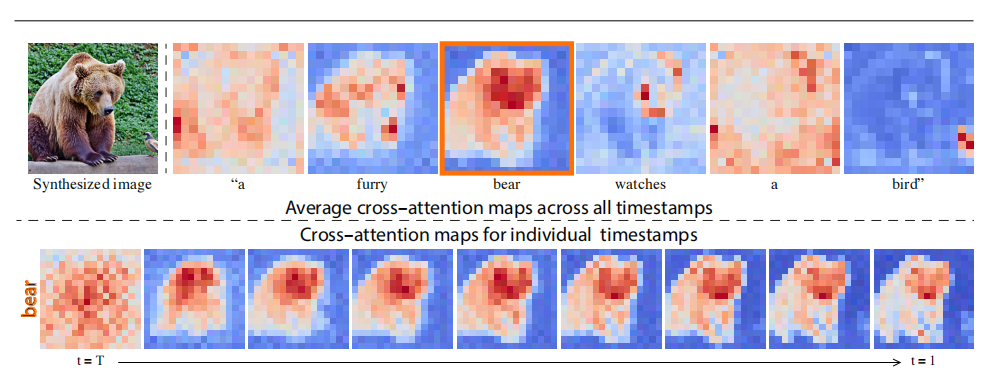 Synthesized image
“a
furry
bear
watches
a
bird”
Average cross-attention maps across all timestamps
Cross-attention maps for individual timestamps
bear
t = T
t = 1